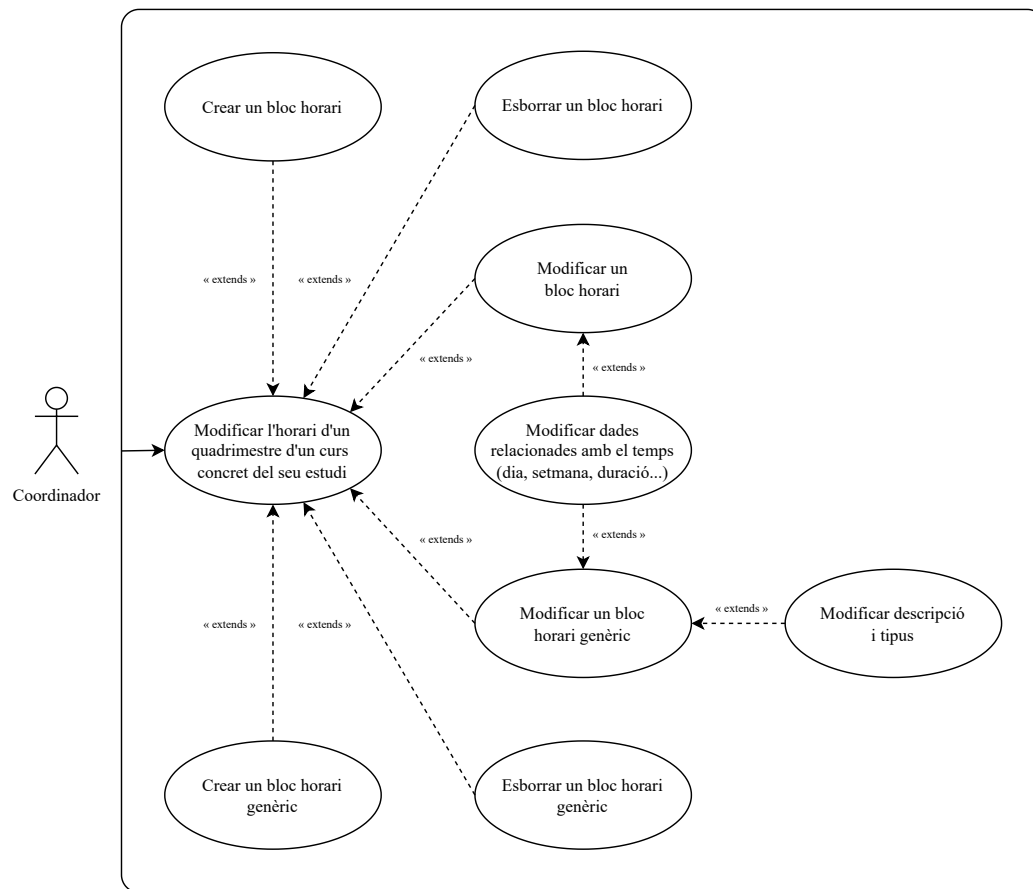 Crear un bloc horari
Esborrar un bloc horari
« extends »
« extends »
Modificar un
bloc horari
« extends »
« extends »
Coordinador
Modificar l'horari d'un
quadrimestre d'un curs
concret del seu estudi
Modificar dades
relacionades amb el temps
(dia, setmana, duració...)
« extends »
« extends »
« extends »
« extends »
Modificar un bloc
horari genèric
« extends »
Modificar descripció
i tipus
Crear un bloc horari
genèric
Esborrar un bloc horari
genèric